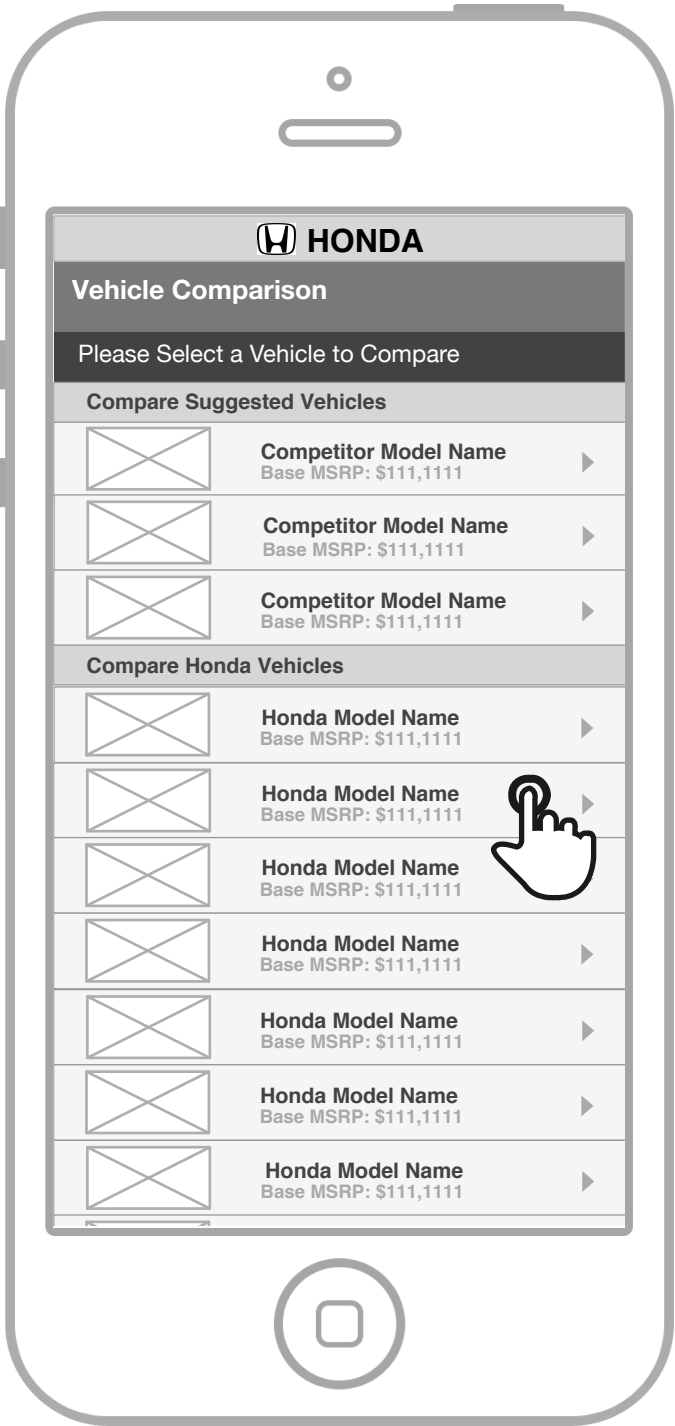 HONDA
Vehicle Comparison
Please Select a Vehicle to Compare
Compare Suggested Vehicles
Competitor Model Name
Base MSRP: $111,1111
Competitor Model Name
Base MSRP: $111,1111
Competitor Model Name
Base MSRP: $111,1111
Compare Honda Vehicles
Honda Model Name
Base MSRP: $111,1111
Honda Model Name
Base MSRP: $111,1111
Honda Model Name
Base MSRP: $111,1111
Honda Model Name
Base MSRP: $111,1111
Honda Model Name
Base MSRP: $111,1111
Honda Model Name
Base MSRP: $111,1111
Honda Model Name
Base MSRP: $111,1111